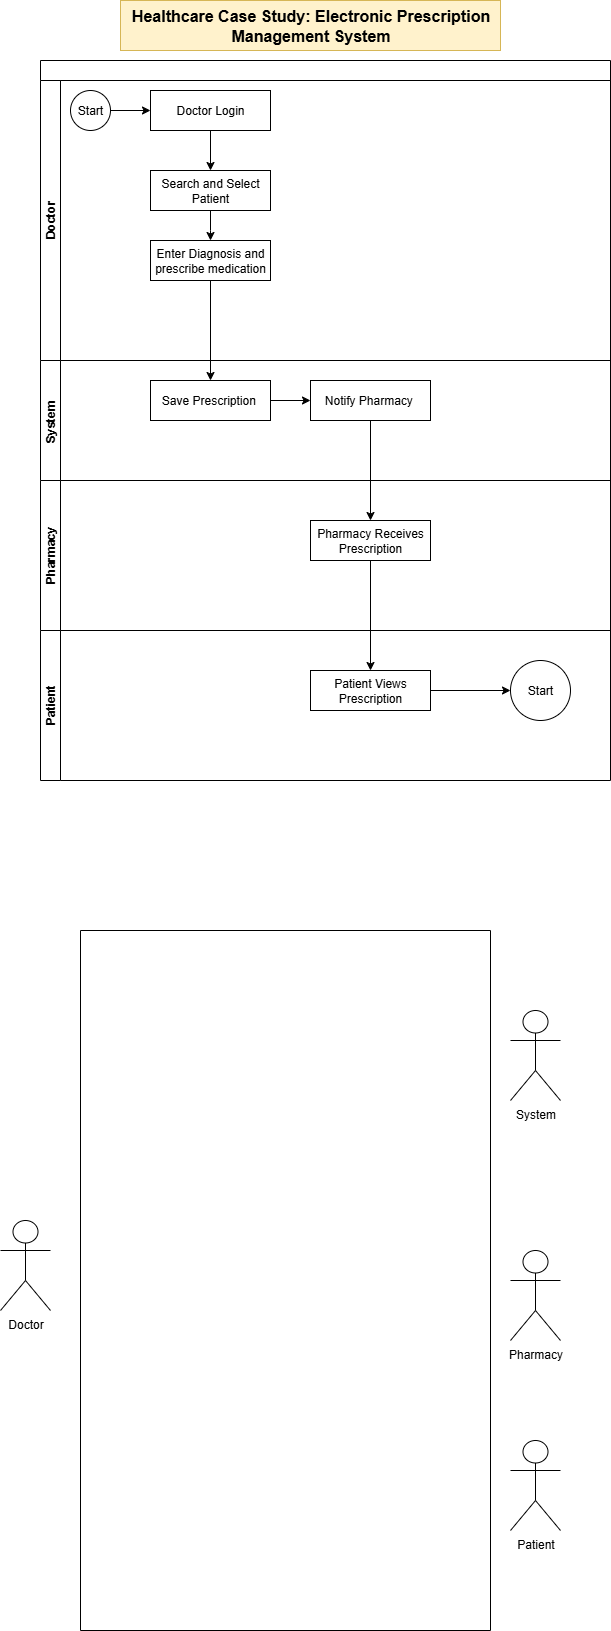 Healthcare Case Study: Electronic Prescription
Management System
Doctor
Start
Doctor Login
Search and Select
Patient
Enter Diagnosis and
prescribe medication
System
Save Prescription
Notify Pharmacy
Pharmacy
Pharmacy Receives
Prescription
Patient
Patient Views
Prescription
Start
System
Doctor
Pharmacy
Patient